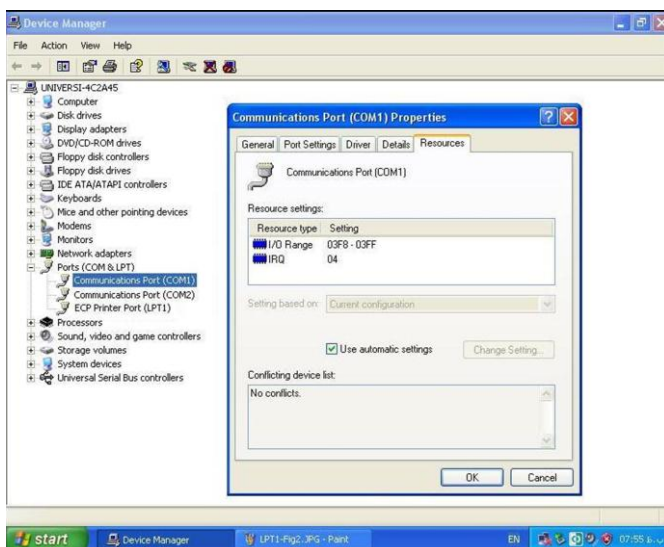 Device Manager
File Action View Help
UNIVERSI-4C2A45
Computer
Disk drives
Display adapters
DVD/CD-ROM drives
Floppy disk controllers
Floppy disk drives
IDE ATA/ATAPI controllers
Keyboards
Mice and other pointing devices
Modems
Monitors
Network adapters
Ports (COM & LPT)
Communications Port (COM1)
Communications Port (COM2)
ECP Printer Port (LPT1)
Processors
Sound, video and game controllers
Storage volumes
System devices
Universal Serial Bus controllers
Communications Port (COM1) Properties
General Port Settings Driver Details Resources
Communications Port (COM1)
Resource settings:
Resource type Setting
I/O Range 03F8 - 03FF
IRQ 04
Setting based on: Current configuration
Use automatic settings Change Setting...
Conflicting device list:
No conflicts.
OK Cancel
start Device Manager LPT1-Fig2.JPG - Paint EN 07:55